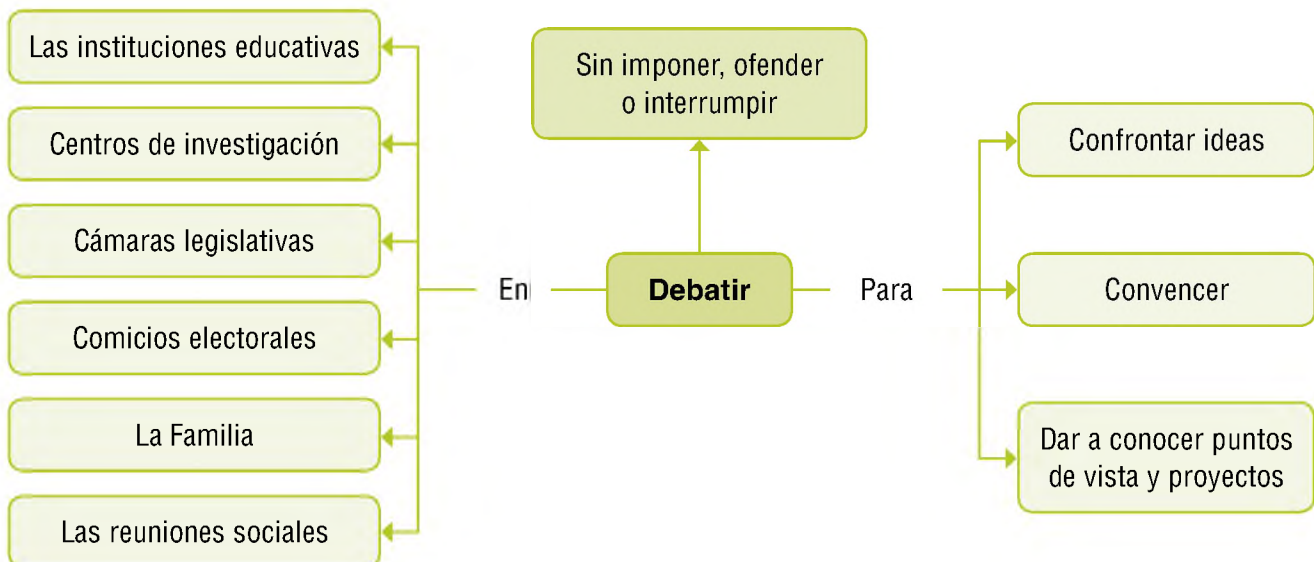 Las instituciones educativas
Centros de investigación
Cámaras legislativas
Comicios electorales
La Familia
Las reuniones sociales
En
Sin imponer, ofender
o interrumpir
Debatir
Para
Confrontar ideas
Convencer
Dar a conocer puntos
de vista y proyectos